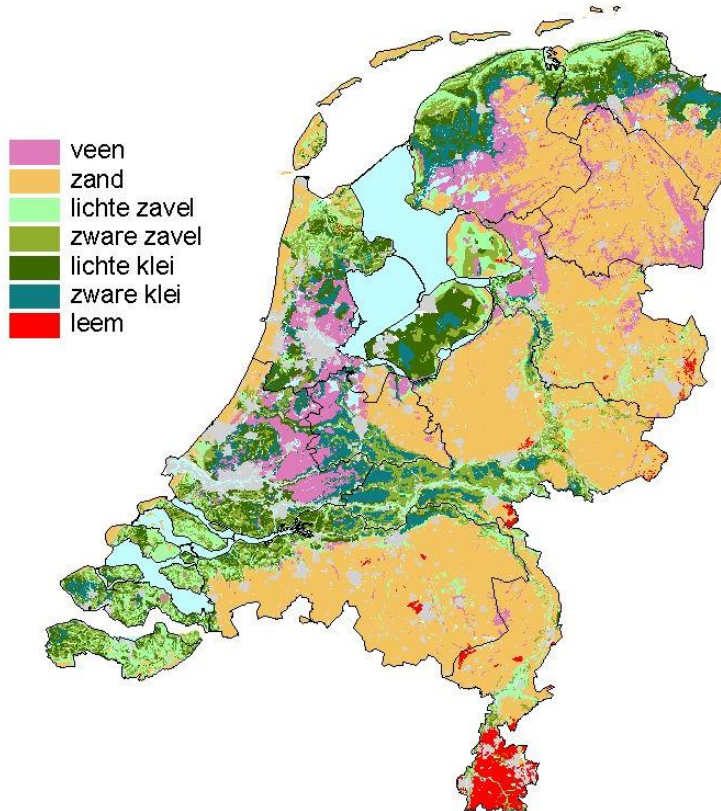 veen
zand
lichte zavel
zware zavel
lichte klei
zware klei
leem